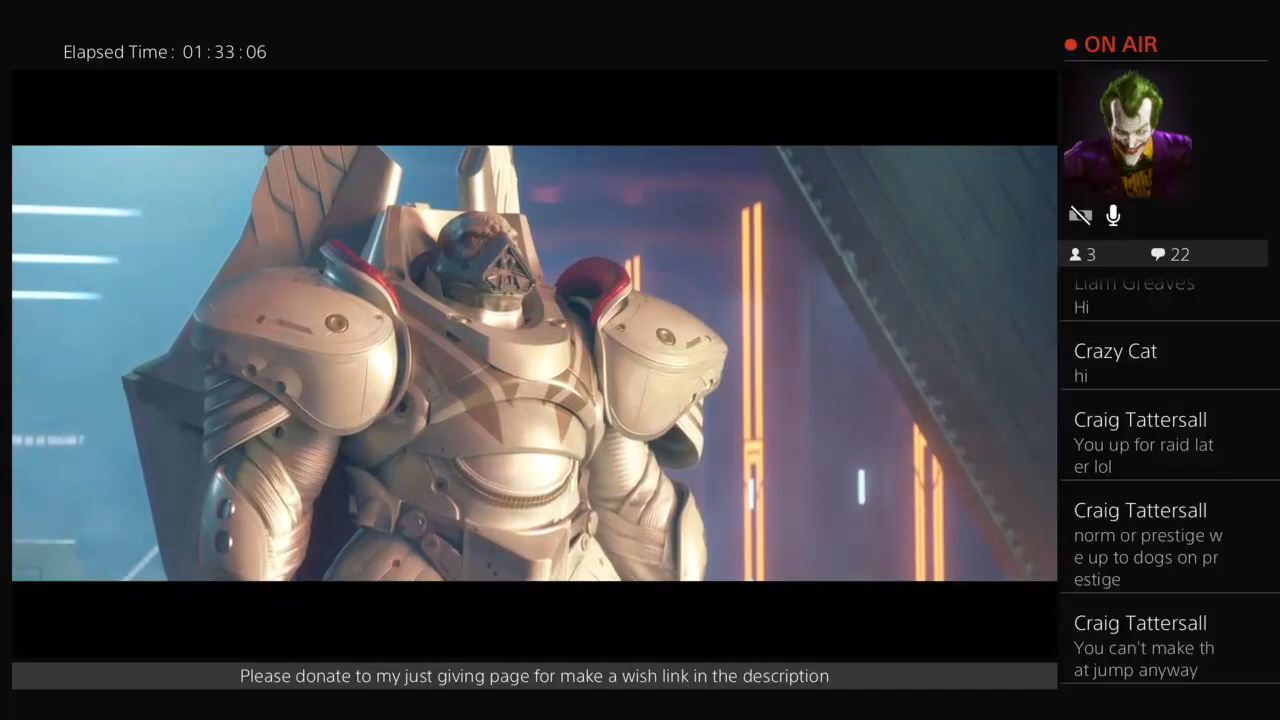 Elapsed Time: 01:33:06
ON AIR
3
22
Liam Greaves
Hi
Crazy Cat
hi
Craig Tattersall
You up for raid lat
er lol
Craig Tattersall
norm or prestige w
e up to dogs on pr
estige
Craig Tattersall
You can't make th
at jump anyway
Please donate to my just giving page for make a wish link in the description